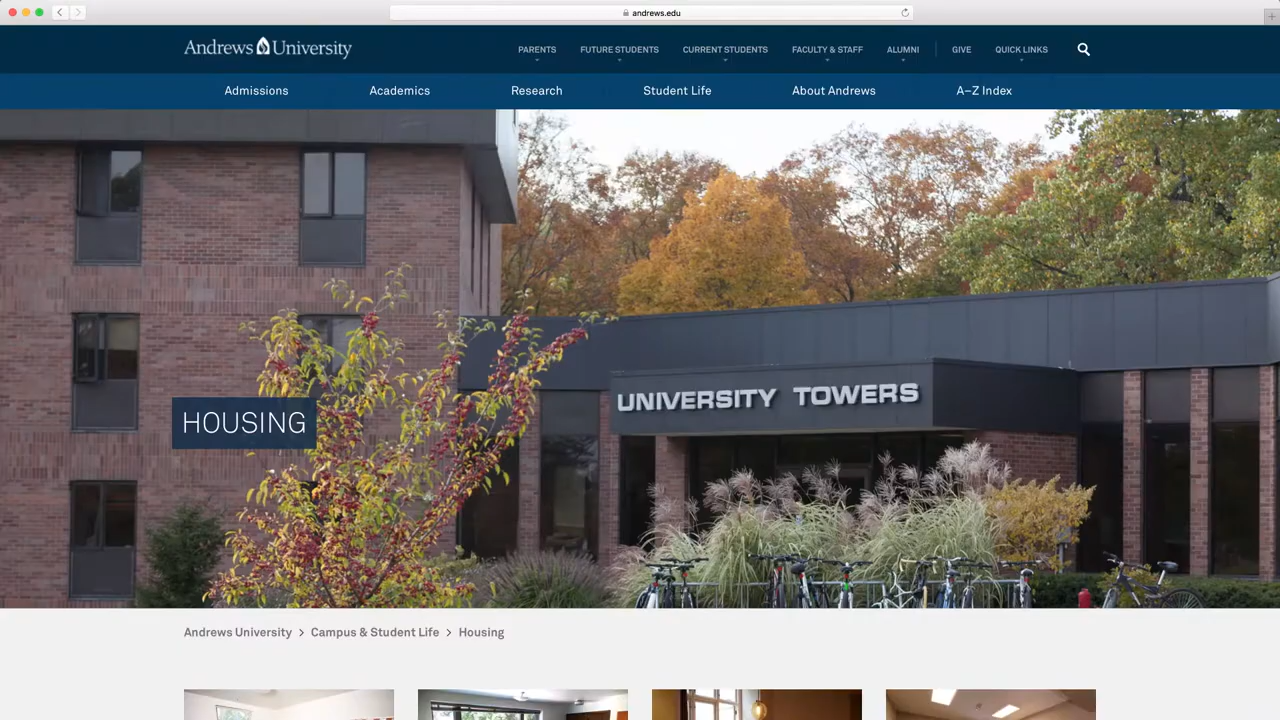 andrews.edu
Andrews University
PARENTS FUTURE STUDENTS CURRENT STUDENTS FACULTY & STAFF ALUMNI GIVE QUICK LINKS
Admissions Academics Research Student Life About Andrews A–Z Index
UNIVERSITY TOWERS
HOUSING
Andrews University > Campus & Student Life > Housing